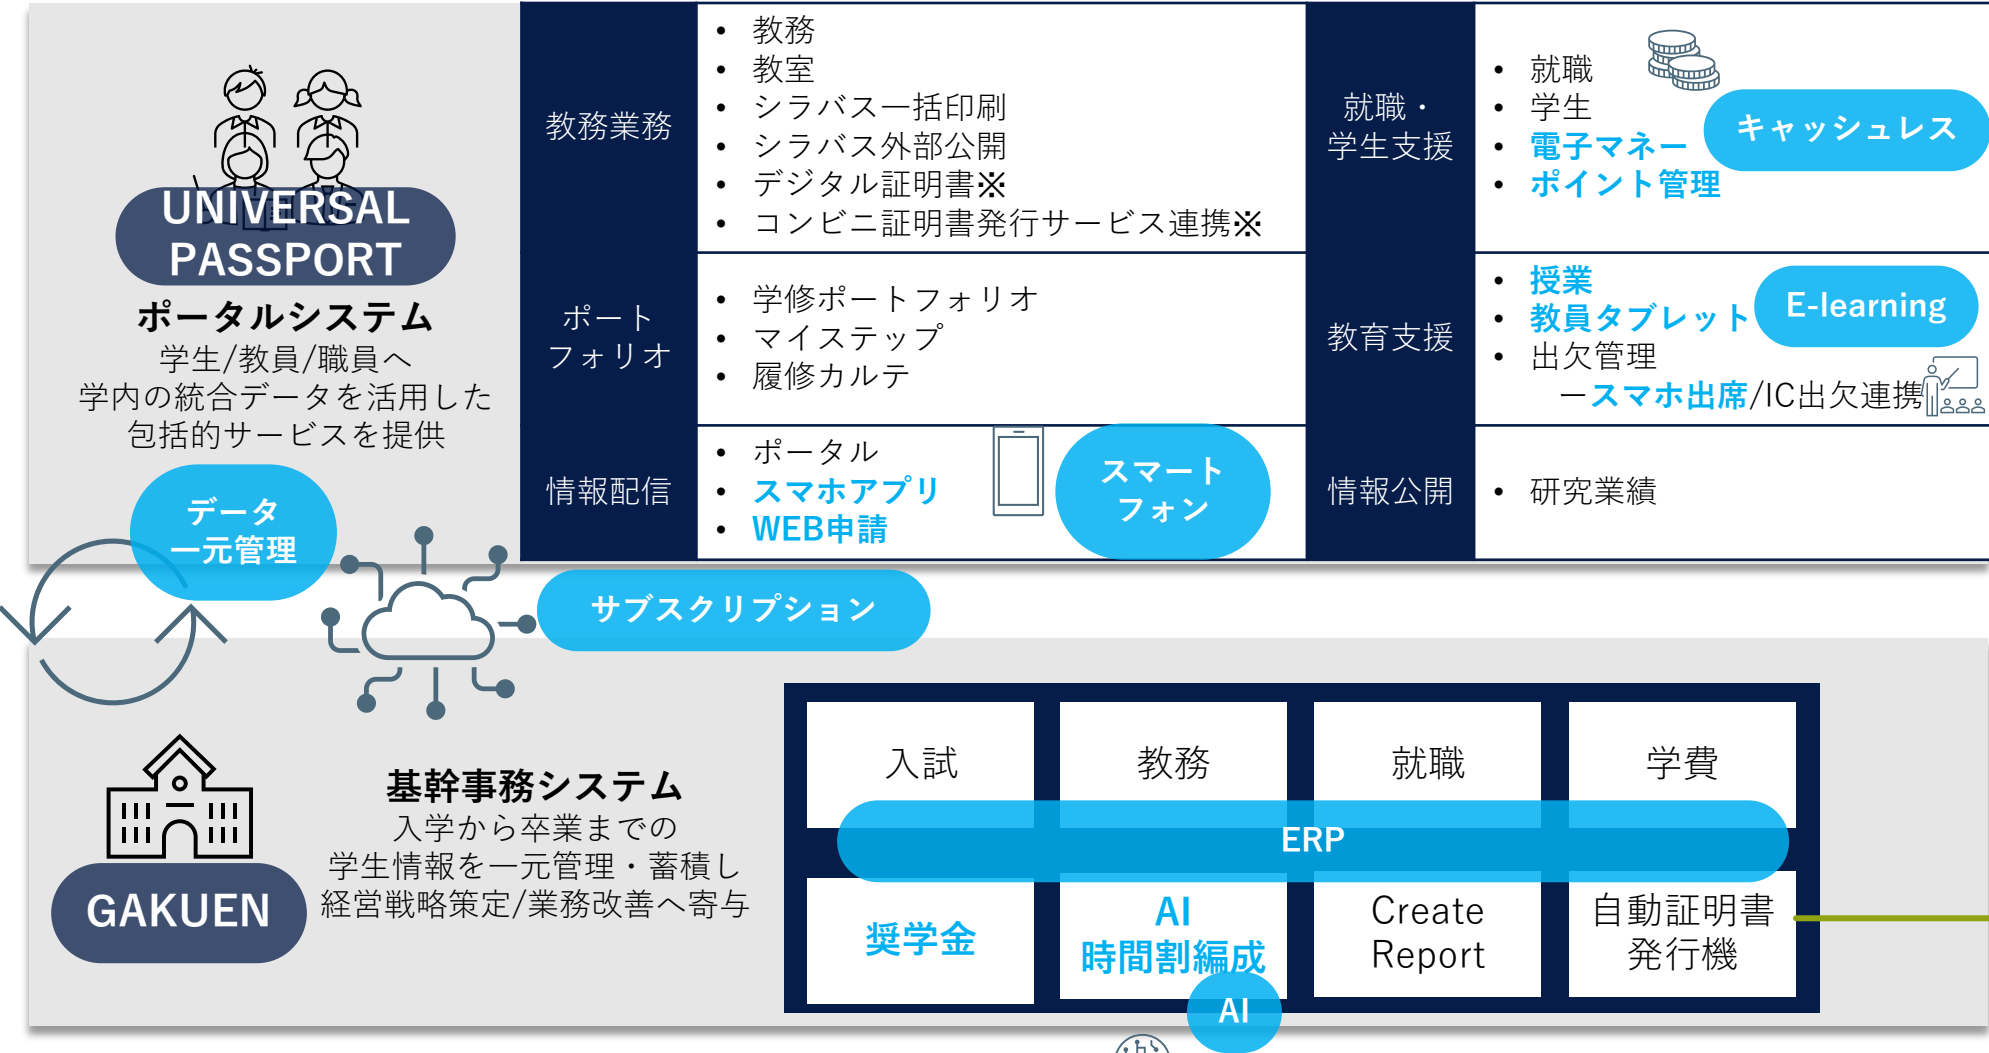 UNIVERSAL
PASSPORT
ポータルシステム
学生/教員/職員へ
学内の統合データを活用した
包括的サービスを提供
教務業務
• 教務
• 教室
• シラバス一括印刷
• シラバス外部公開
• デジタル証明書※
• コンビニ証明書発行サービス連携※
就職・
学生支援
• 就職
• 学生
• 電子マネー
• ポイント管理
キャッシュレス
ポート
フォリオ
• 学修ポートフォリオ
• マイステップ
• 履修カルテ
教育支援
• 授業
• 教員タブレット
• 出欠管理
ースマホ出席/IC出欠連携
E-learning
情報配信
• ポータル
• スマホアプリ
• WEB申請
スマート
フォン
情報公開
• 研究業績
データ
一元管理
サブスクリプション
GAKUEN
基幹事務システム
入学から卒業までの
学生情報を一元管理・蓄積し
経営戦略策定/業務改善へ寄与
入試
教務
就職
学費
ERP
奨学金
AI
時間割編成
Create
Report
自動証明書
発行機
AI